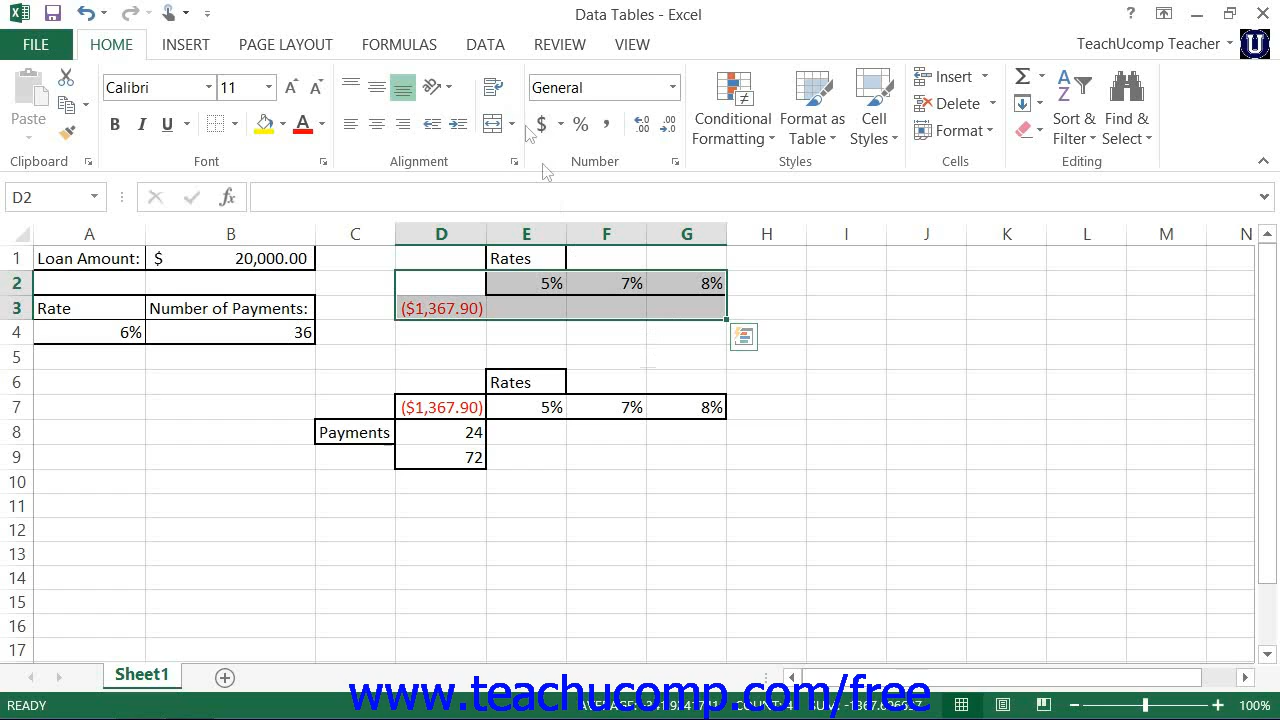 Data Tables - Excel
FILE HOME INSERT PAGE LAYOUT FORMULAS DATA REVIEW VIEW TeachUcomp Teacher
Paste
Clipboard
Calibri 11
B I U A
Font
Alignment
General
$ % ,
Number
Conditional Formatting
Format as Table
Cell Styles
Styles
Insert
Delete
Format
Cells
Sort & Filter
Find & Select
Editing
D2 fx
A B C D E F G H I J K L M N
1 Loan Amount: $ 20,000.00 Rates
2 5% 7% 8%
3 Rate Number of Payments: ($1,367.90)
4 6% 36
5
6 Rates
7 ($1,367.90) 5% 7% 8%
8 Payments 24
9 72
10
11
12
13
14
15
16
17
Sheet1
www.teachucomp.com/free
READY 100%